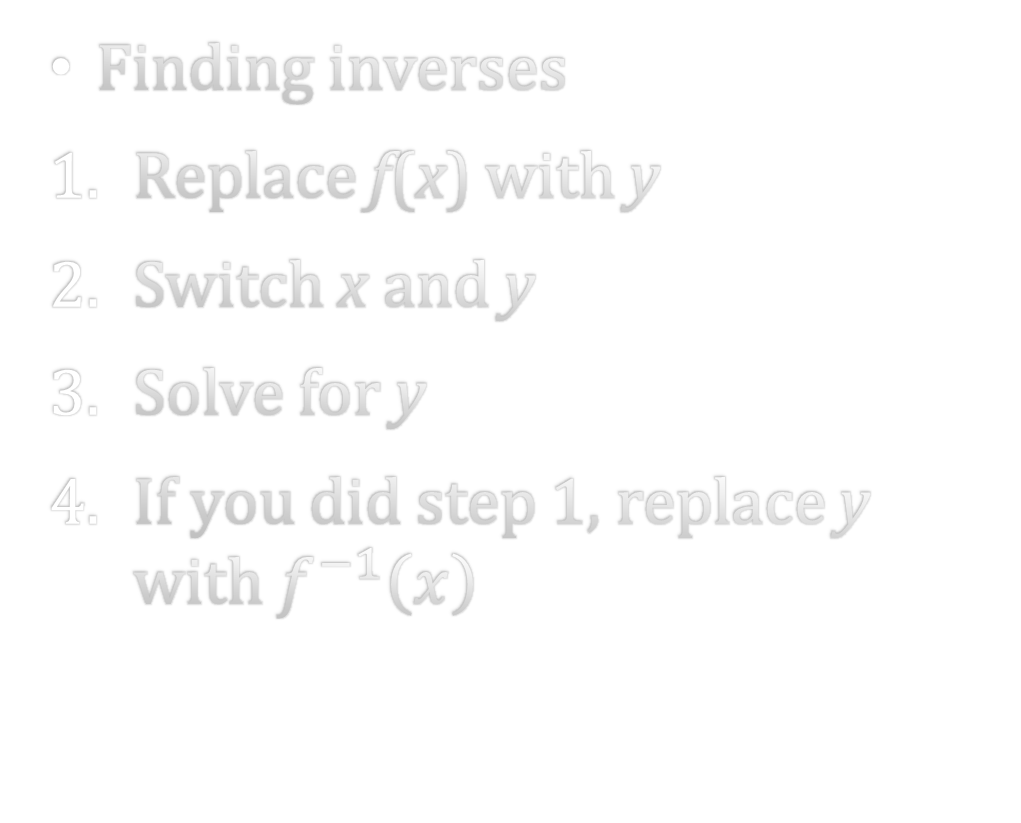 • Finding inverses
1. Replace f(x) with y
2. Switch x and y
3. Solve for y
4. If you did step 1, replace y
with f⁻¹(x)